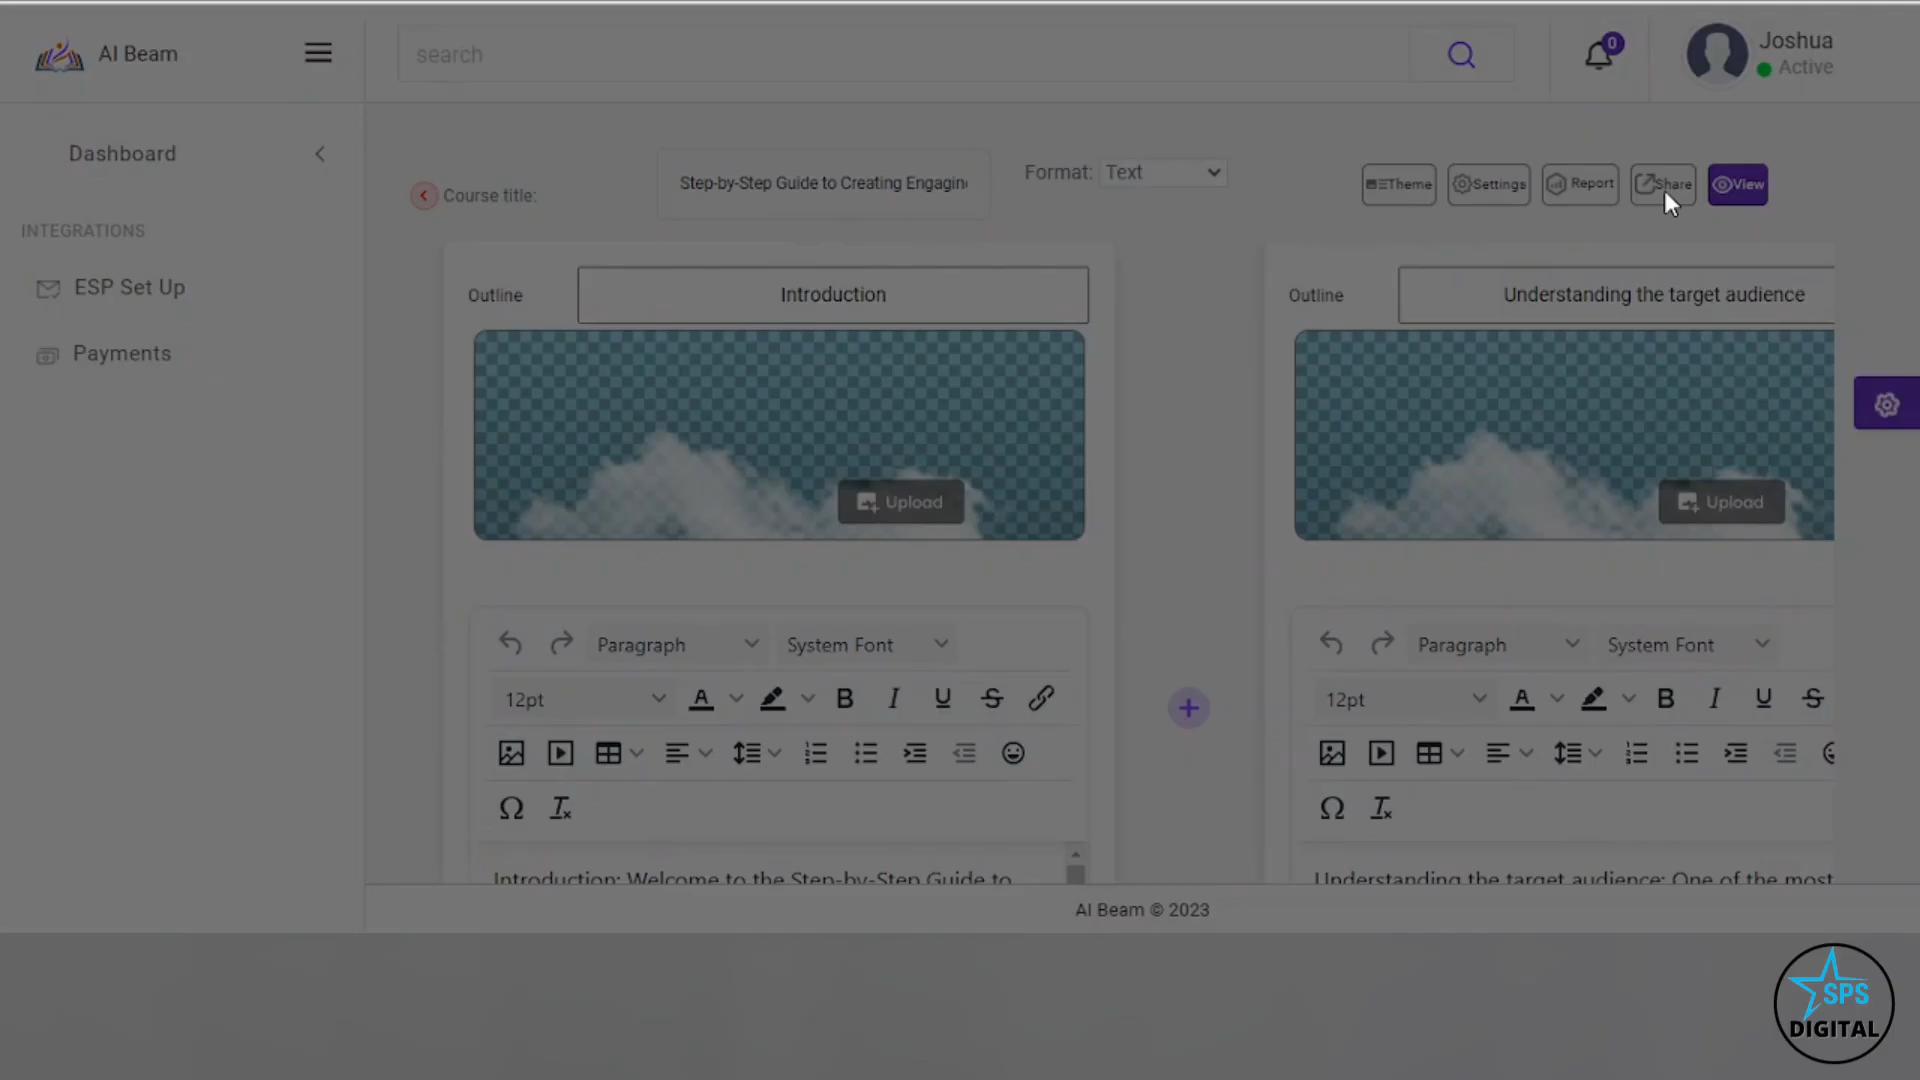 AI Beam
search
0
Joshua
Active
Dashboard
Course title:
Step-by-Step Guide to Creating Engagin
Format: Text
Theme
Settings
Report
Share
View
INTEGRATIONS
ESP Set Up
Payments
Outline
Introduction
Upload
Paragraph
System Font
12pt
Introduction: Welcome to the Step-by-Step Guide to
Outline
Understanding the target audience
Upload
Paragraph
System Font
12pt
Understanding the target audience: One of the most
AI Beam © 2023
SPS
DIGITAL